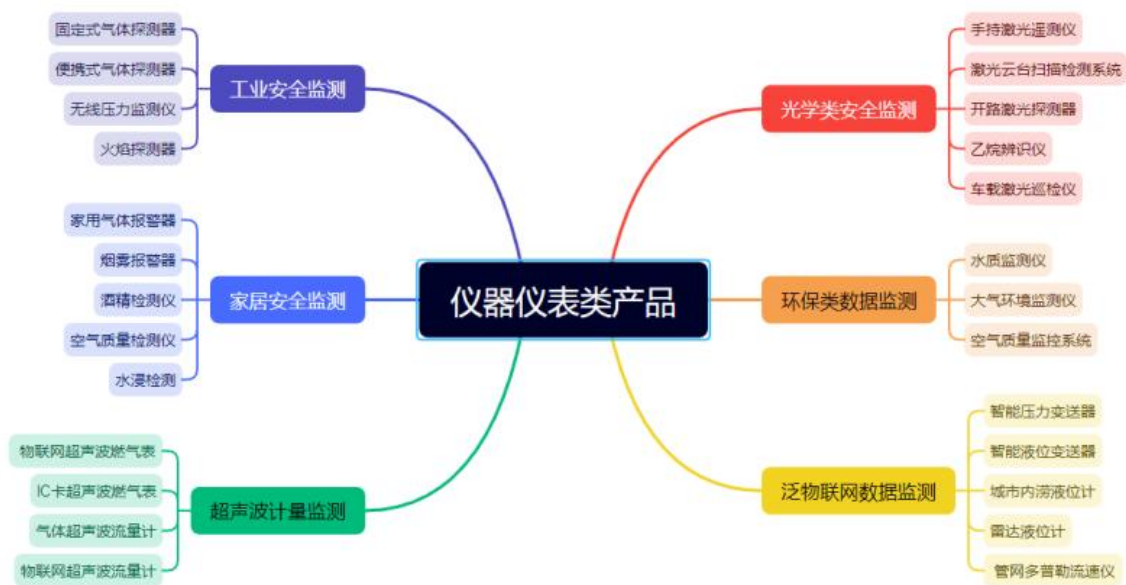 仪器仪表类产品
工业安全监测
固定式气体探测器
便携式气体探测器
无线压力监测仪
火焰探测器
家居安全监测
家用气体报警器
烟雾报警器
酒精检测仪
空气质量检测仪
水浸检测
超声波计量监测
物联网超声波燃气表
IC卡超声波燃气表
气体超声波流量计
物联网超声波流量计
光学类安全监测
手持激光遥测仪
激光云台扫描检测系统
开路激光探测器
乙烷辨识仪
车载激光巡检仪
环保类数据监测
水质监测仪
大气环境监测仪
空气质量监控系统
泛物联网数据监测
智能压力变送器
智能液位变送器
城市内涝液位计
雷达液位计
管网多普勒流速仪